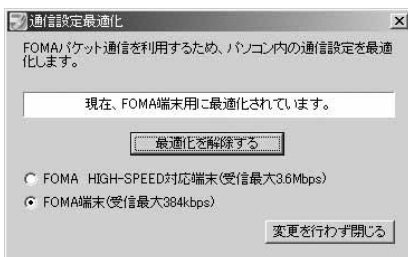 通信設定最適化
FOMAパケット通信を利用するため、パソコン内の通信設定を最適
化します。
現在、FOMA端末用に最適化されています。
最適化を解除する
FOMA HIGH-SPEED対応端末(受信最大3.6Mbps)
FOMA端末(受信最大384kbps)
変更を行わず閉じる